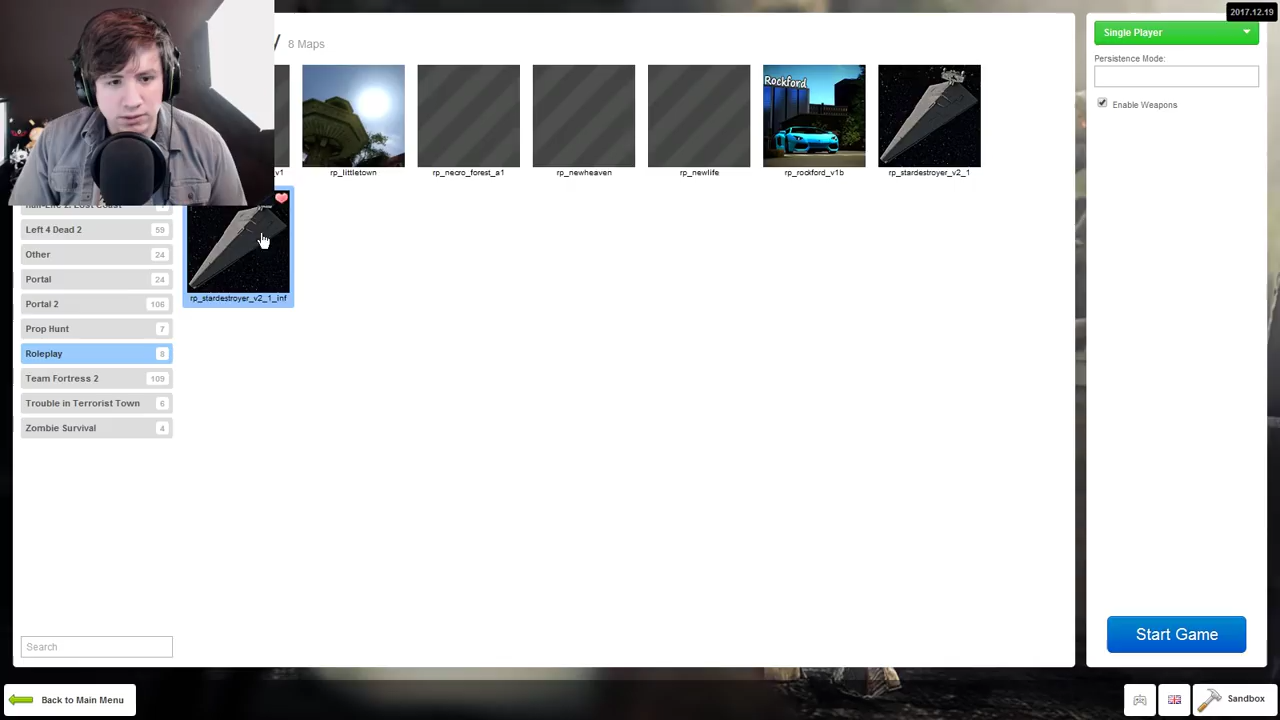 2017.12.19
8 Maps
Single Player
Persistence Mode:
Enable Weapons
Rockford
rp_littletown
rp_necro_forest_a1
rp_newheaven
rp_newlife
rp_rockford_v1b
rp_stardestroyer_v2_1
Left 4 Dead 2 59
Other 24
Portal 24
Portal 2 106
Prop Hunt 7
Roleplay 8
Team Fortress 2 109
Trouble in Terrorist Town 6
Zombie Survival 4
rp_stardestroyer_v2_1_inf
Search
Start Game
Back to Main Menu
Sandbox